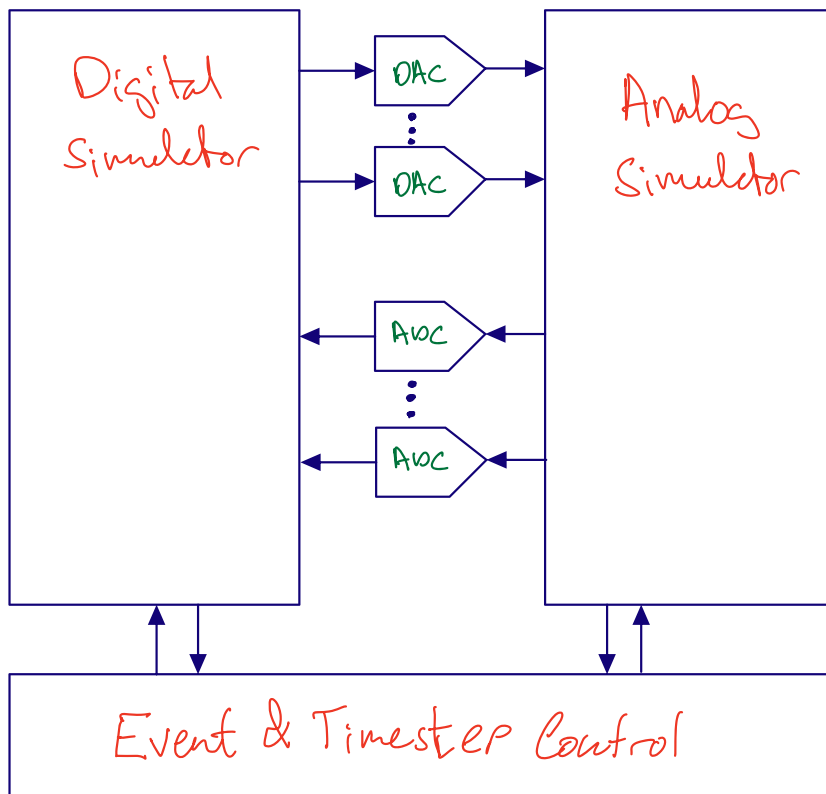 Digital
Simulator
DAC
DAC
ADC
ADC
Analog
Simulator
Event & Timestep Control